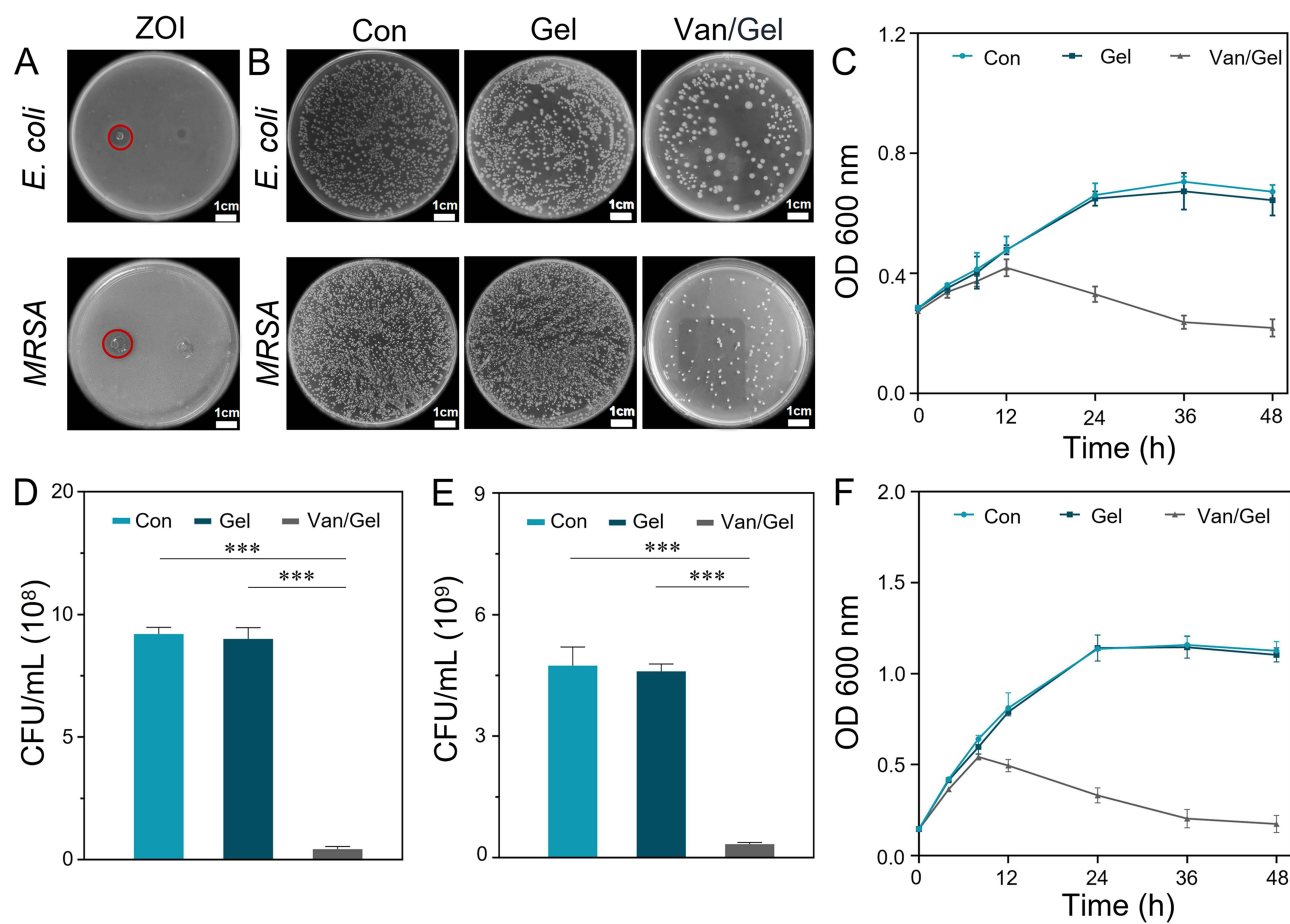 ZOI
Con
Gel
Van/Gel
A
B
E. coli
E. coli
1cm
1cm
1cm
1cm
MRSA
MRSA
1cm
1cm
1cm
1cm
C
Con
Gel
Van/Gel
1.2
0.8
0.4
0.0
OD 600 nm
0
12
24
36
48
Time (h)
D
20
10
5
0
CFU/mL (10⁸)
Con
Gel
Van/Gel
***
***
E
9
6
3
0
CFU/mL (10⁹)
Con
Gel
Van/Gel
***
***
F
2.0
1.5
1.0
0.5
0.0
OD 600 nm
Con
Gel
Van/Gel
0
12
24
36
48
Time (h)